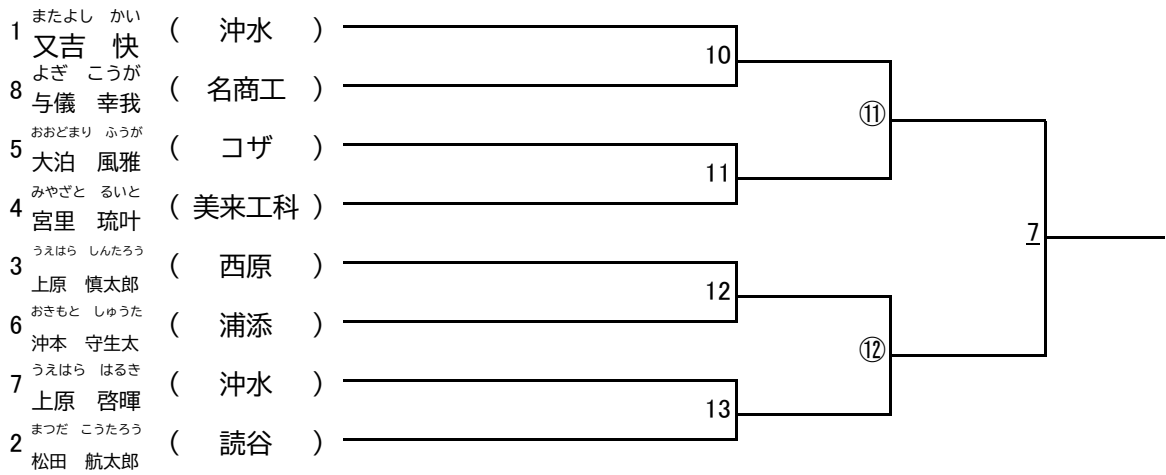 またよし　かい
1 又吉　快 （ 沖水 ）
10
よぎ　こうが
8 与儀　幸我 （ 名商工 ）
⑪
おおどまり　ふうが
5 大泊　風雅 （ コザ ）
11
みやざと　るいと
4 宮里　琉叶 （ 美来工科 ）
7
うえはら　しんたろう
3 上原　慎太郎 （ 西原 ）
12
おきもと　しゅうた
6 沖本　守生太 （ 浦添 ）
⑫
うえはら　はるき
7 上原　啓暉 （ 沖水 ）
13
まつだ　こうたろう
2 松田　航太郎 （ 読谷 ）